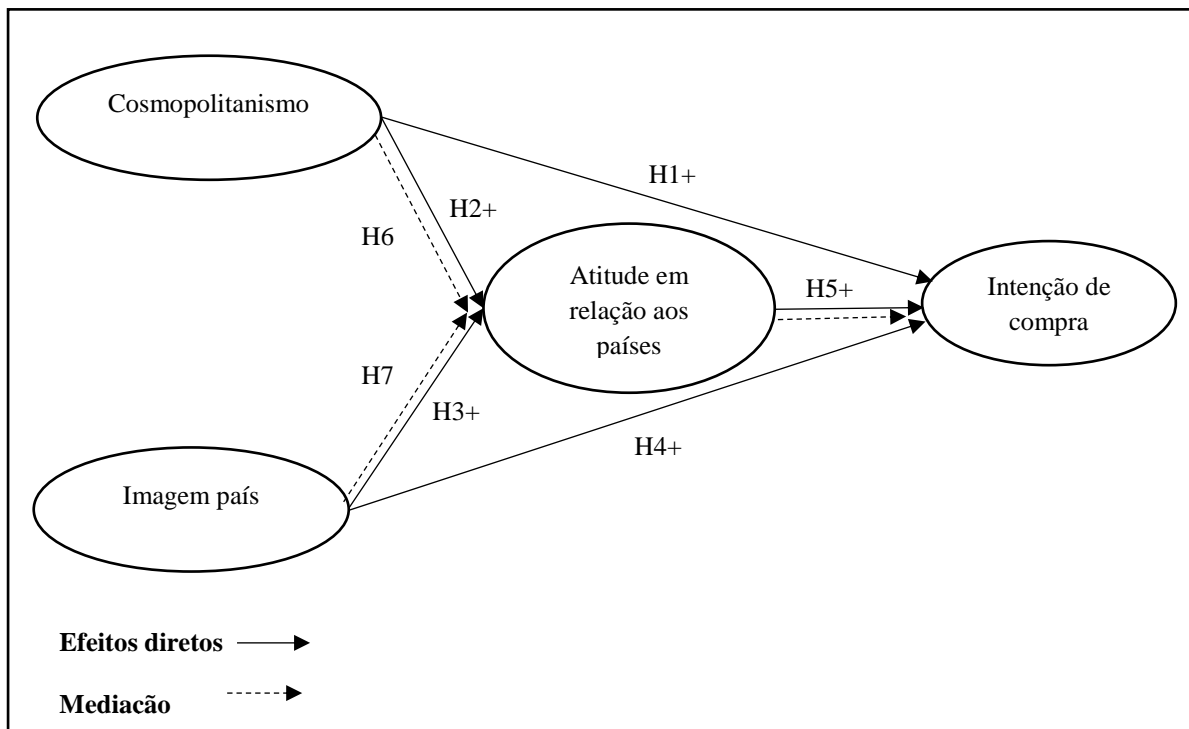 Cosmopolitanismo
H1+
H2+
H6
Atitude em
relação aos
países
H5+
Intenção de
compra
H7
H3+
H4+
Imagem país
Efeitos diretos
Mediacão